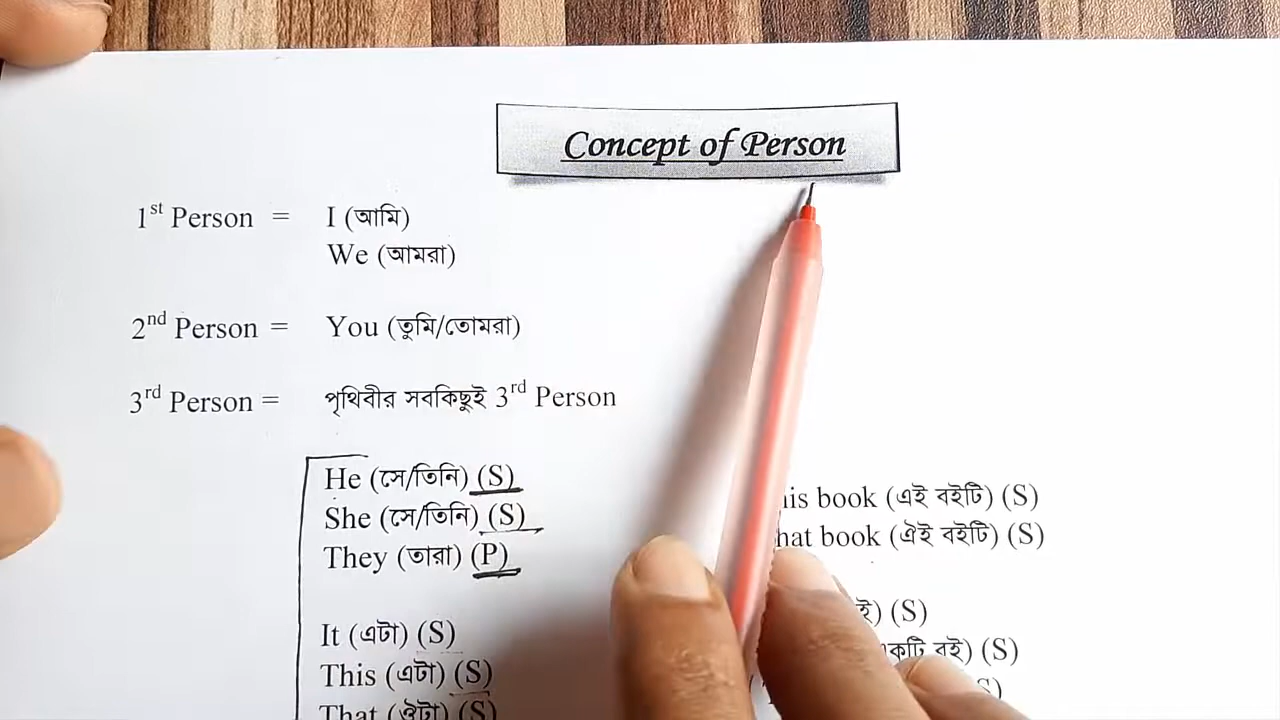 Concept of Person
1st Person = I (আমি)
We (আমরা)
2nd Person = You (তুমি/তোমরা)
3rd Person = পৃথিবীর সবকিছুই 3rd Person
He (সে/তিনি) (S)
She (সে/তিনি) (S)
They (তারা) (P)
It (এটা) (S)
This (এটা) (S)
That (ঔটা) (S)
book (এই বইটি) (S)
book (ঐই বইটি) (S)
(S)
বই) (S)